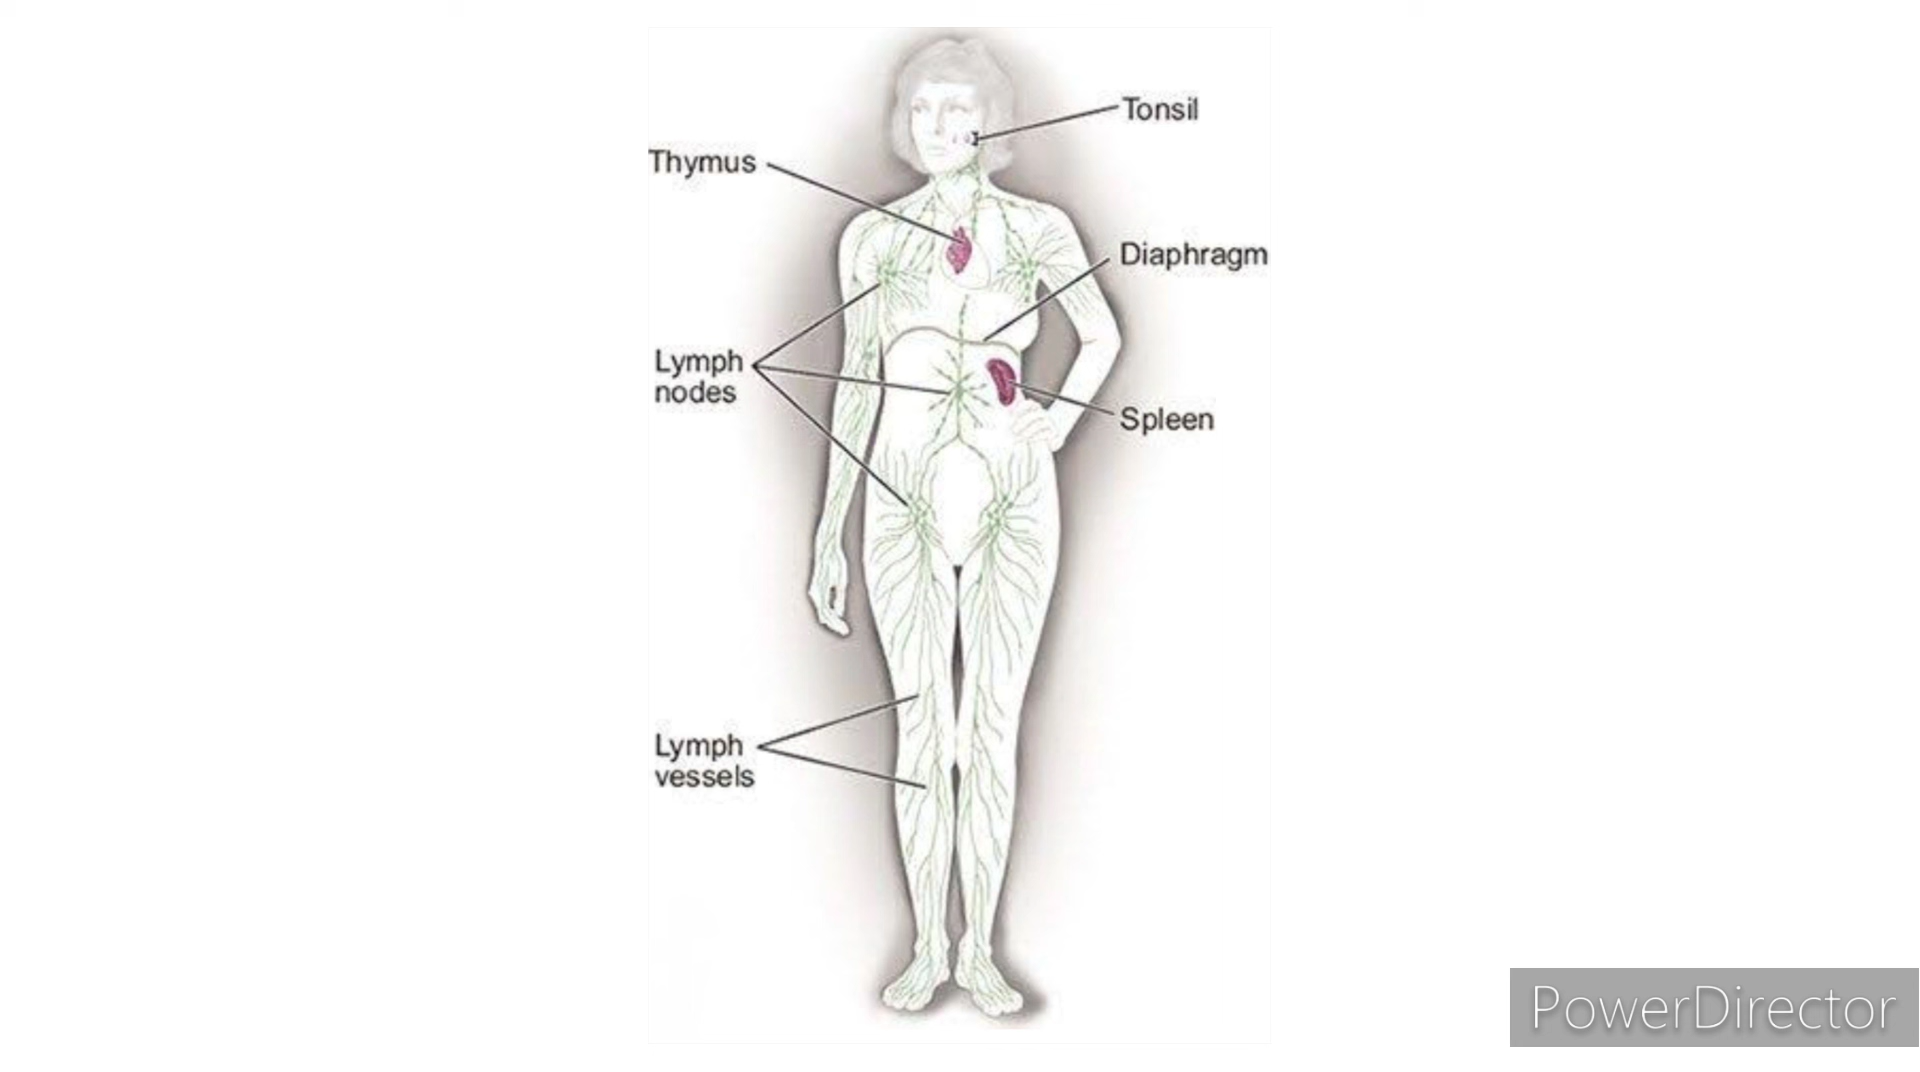 Tonsil
Thymus
Diaphragm
Lymph
nodes
Spleen
Lymph
vessels
PowerDirector